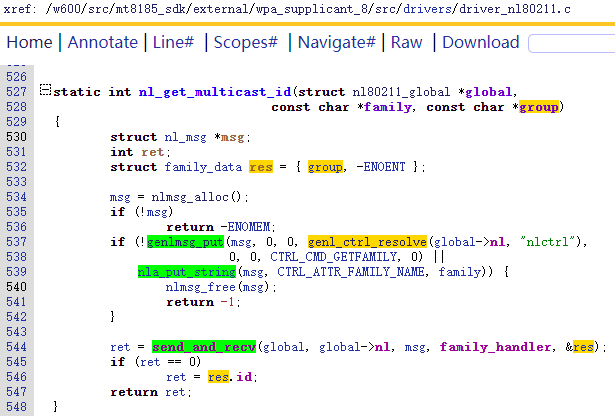 xref: /w600/src/mt8185_sdk/external/wpa_supplicant_8/src/drivers/driver_nl80211.c
Home | Annotate | Line# | Scopes# | Navigate# | Raw | Download
526
527 static int nl_get_multicast_id(struct nl80211_global *global,
528 const char *family, const char *group)
529 {
530 struct nl_msg *msg;
531 int ret;
532 struct family_data res = { group, -ENOENT };
533
534 msg = nlmsg_alloc();
535 if (!msg)
536 return -ENOMEM;
537 if (!genlmsg_put(msg, 0, 0, genl_ctrl_resolve(global->nl, "nlctrl"),
538 0, 0, CTRL_CMD_GETFAMILY, 0) ||
539 nla_put_string(msg, CTRL_ATTR_FAMILY_NAME, family)) {
540 nlmsg_free(msg);
541 return -1;
542 }
543
544 ret = send_and_recv(global, global->nl, msg, family_handler, &res);
545 if (ret == 0)
546 ret = res.id;
547 return ret;
548 }